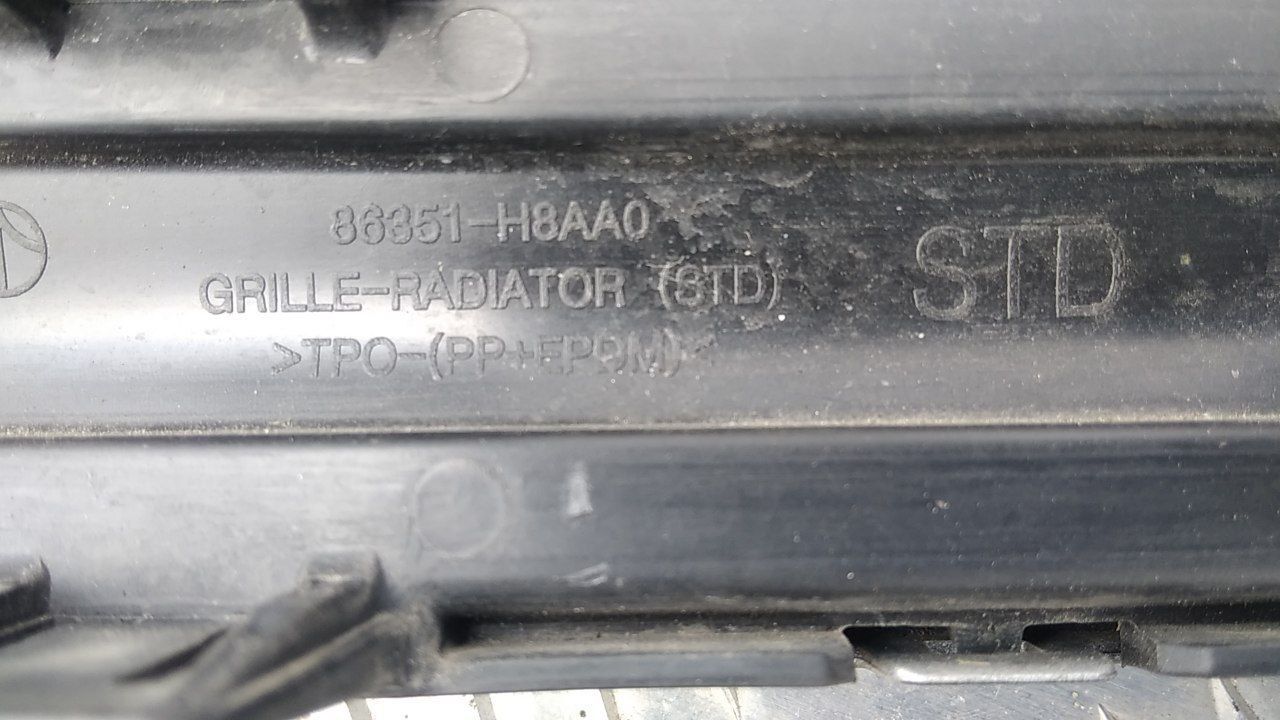 86351-H8AA0
GRILLE-RADIATOR (STD)
>TPO-(PP+EPDM)<
STD